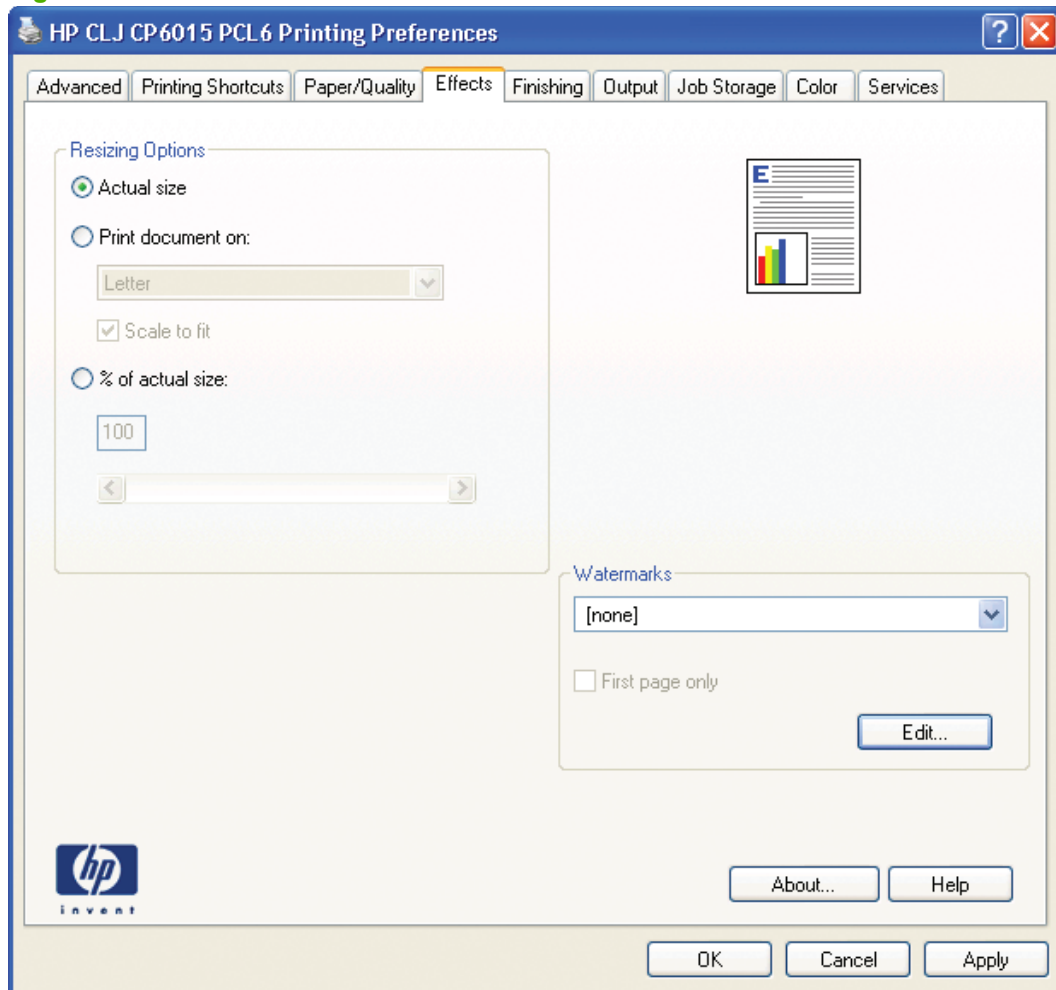 HP CLJ CP6015 PCL6 Printing Preferences
Advanced Printing Shortcuts Paper/Quality Effects Finishing Output Job Storage Color Services
Resizing Options
Actual size
E
Print document on:
Letter
Scale to fit
% of actual size:
100
Watermarks
[none]
First page only
Edit...
hp
invent
About... Help
OK Cancel Apply